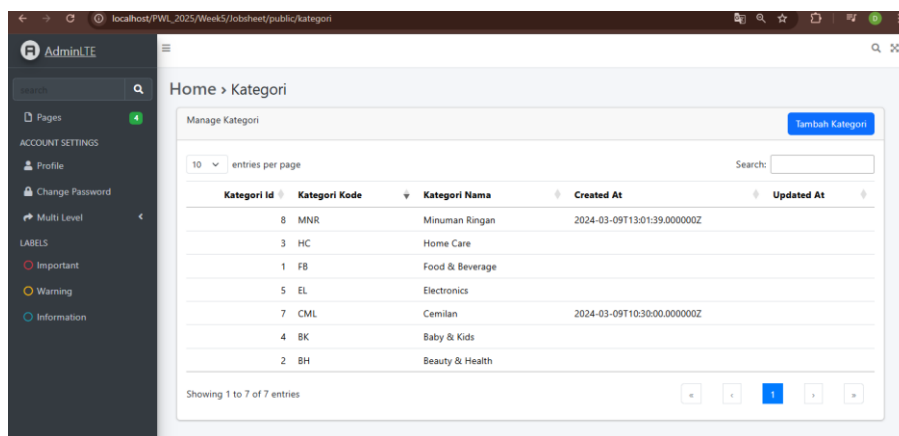 localhost/PWL_2025/Week5/Jobsheet/public/kategori
D
AdminLTE
search
Pages 4
ACCOUNT SETTINGS
Profile
Change Password
Multi Level
LABELS
Important
Warning
Information
Home › Kategori
Manage Kategori
Tambah Kategori
10 entries per page
Search:
Kategori Id Kategori Kode Kategori Nama Created At Updated At
8 MNR Minuman Ringan 2024-03-09T13:01:39.000000Z
3 HC Home Care
1 FB Food & Beverage
5 EL Electronics
7 CML Cemilan 2024-03-09T10:30:00.000000Z
4 BK Baby & Kids
2 BH Beauty & Health
Showing 1 to 7 of 7 entries
« ‹ 1 › »